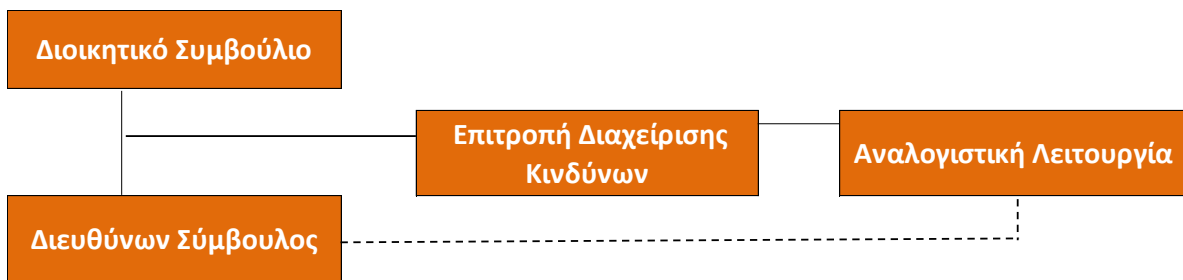 Διοικητικό Συμβούλιο
Επιτροπή Διαχείρισης
Κινδύνων
Αναλογιστική Λειτουργία
Διευθύνων Σύμβουλος